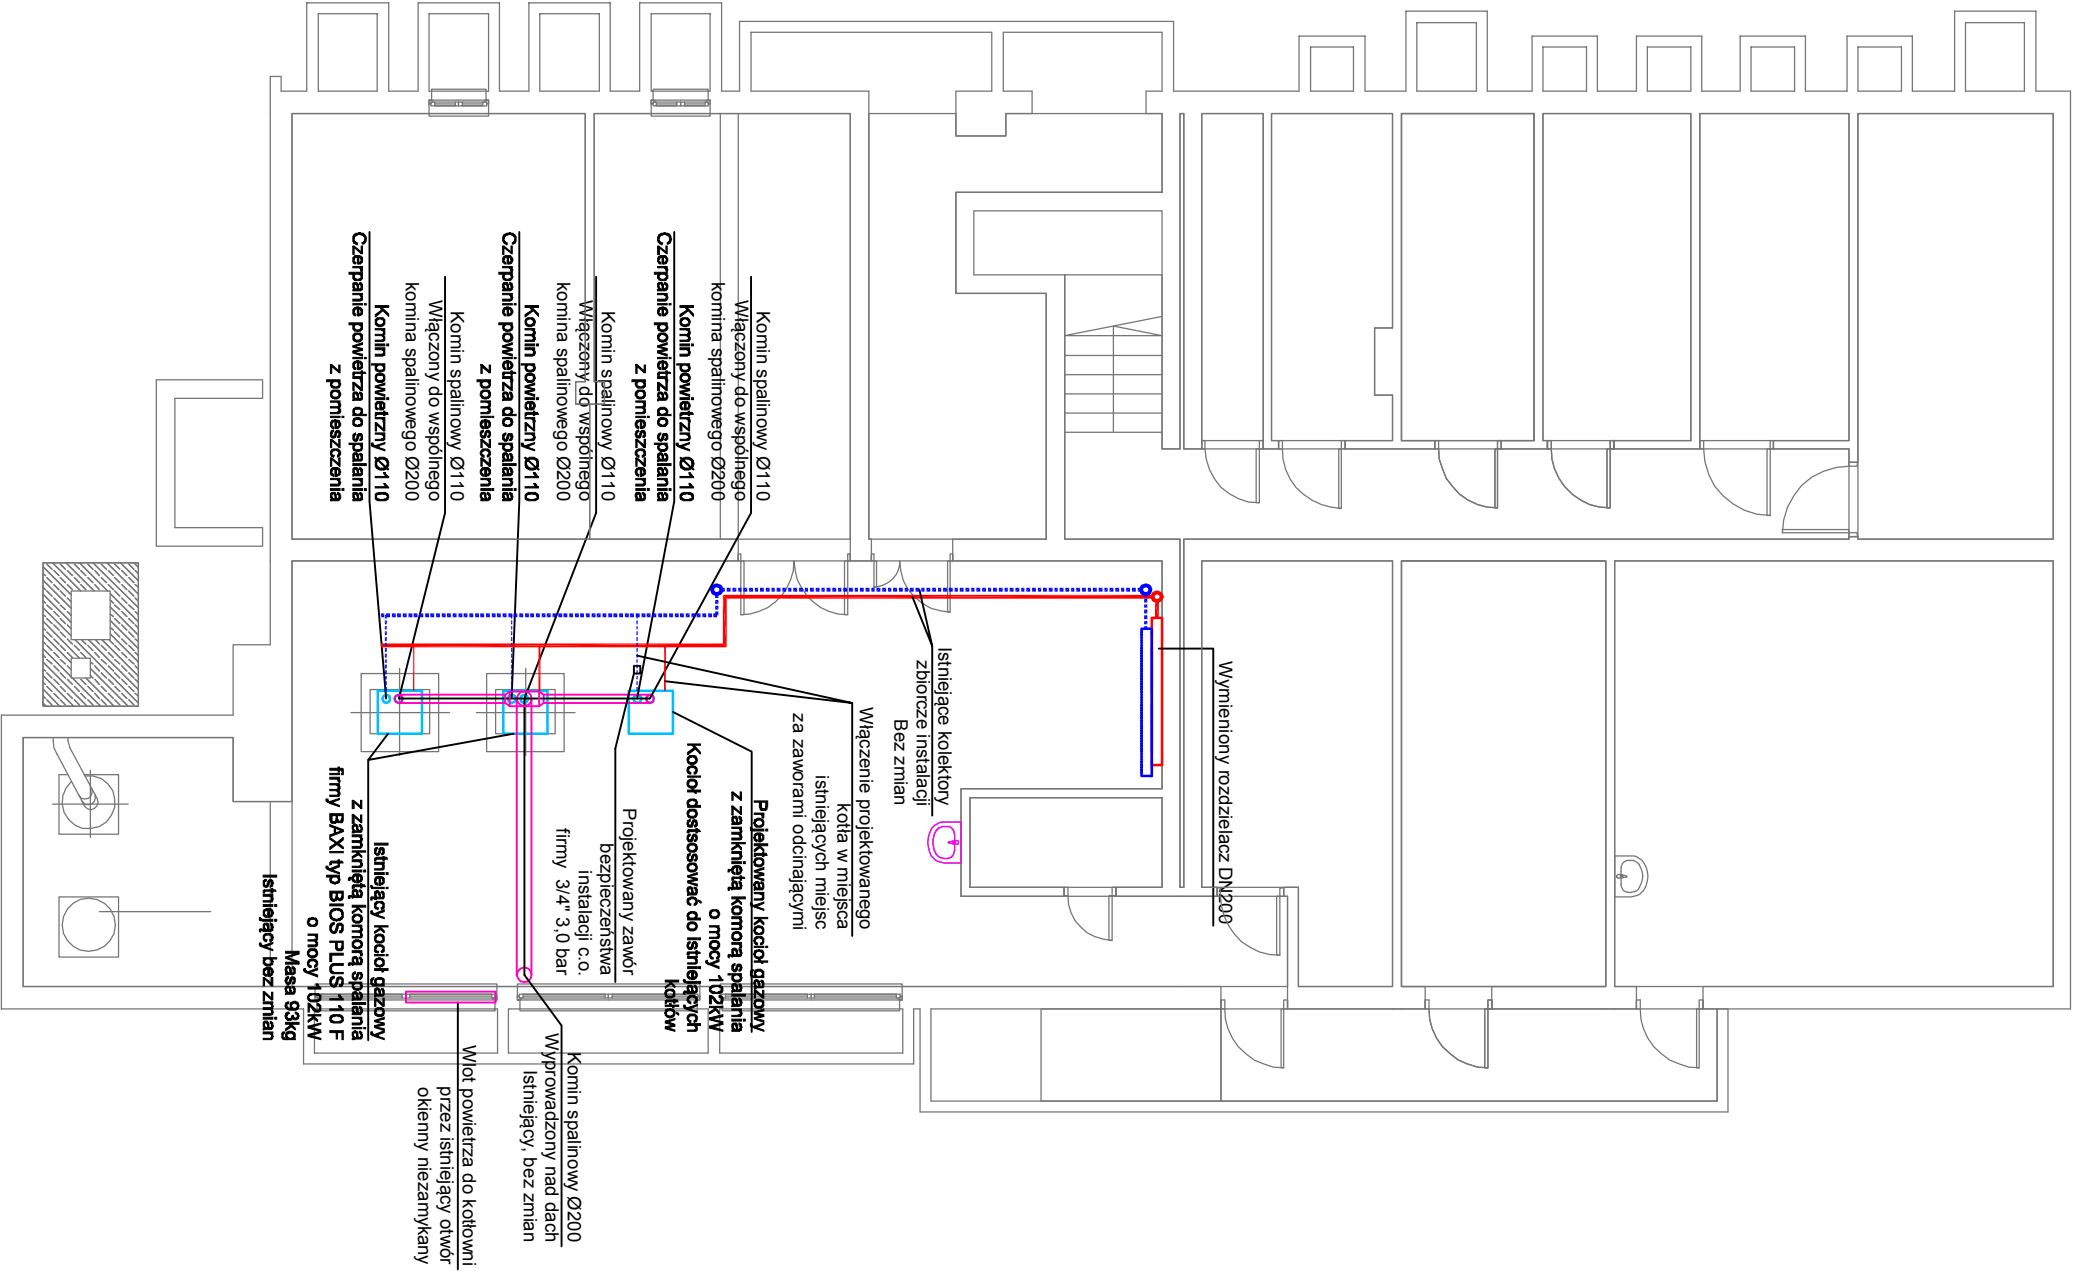 Komin spalinowy Ø110
Włączony do wspólnego
komina spalinowego Ø200
Komin powietrzny Ø110
Czerpanie powietrza do spalania
z pomieszczenia
Komin spalinowy Ø110
Włączony do wspólnego
komina spalinowego Ø200
Komin powietrzny Ø110
Czerpanie powietrza do spalania
z pomieszczenia
Komin spalinowy Ø110
Włączony do wspólnego
komina spalinowego Ø200
Komin powietrzny Ø110
Czerpanie powietrza do spalania
z pomieszczenia
Wymieniony rozdzielacz DN200
Istniejące kolektory
zbiorcze instalacji
Bez zmian
Włączenie projektowanego
kotła w miejsca
istniejących miejsc
za zaworami odcinającymi
Projektowany kocioł gazowy
z zamkniętą komorą spalania
o mocy 102kW
Kocioł dostsosować do istniejących
kotłów
Projektowany zawór
bezpieczeństwa
instalacji c.o.
firmy 3/4" 3,0 bar
Istniejący kocioł gazowy
z zamkniętą komorą spalania
firmy BAXI typ BIOS PLUS 110 F
o mocy 102kW
Masa 93kg
Istniejący bez zmian
Komin spalinowy Ø200
Wyprowadzony nad dach
Istniejący, bez zmian
Wlot powietrza do kotłowni
przez istniejący otwór
okienny niezamykany